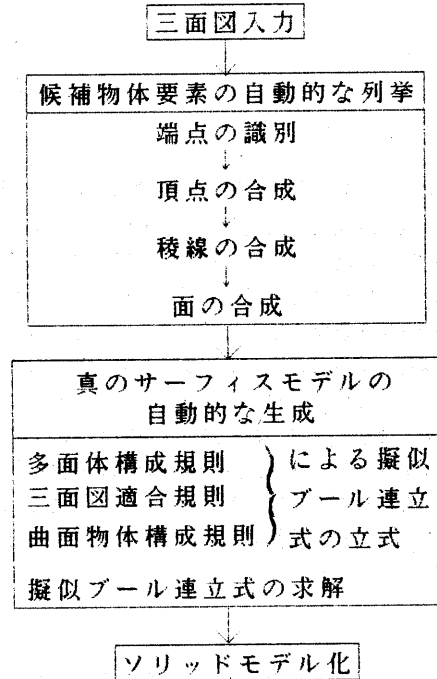 三面図入力
候補物体要素の自動的な列挙
端点の識別
↓
頂点の合成
↓
稜線の合成
↓
面の合成
真のサーフィスモデルの
自動的な生成
多面体構成規則
三面図適合規則
曲面物体構成規則
による擬似
ブール連立
式の立式
擬似ブール連立式の求解
ソリッドモデル化